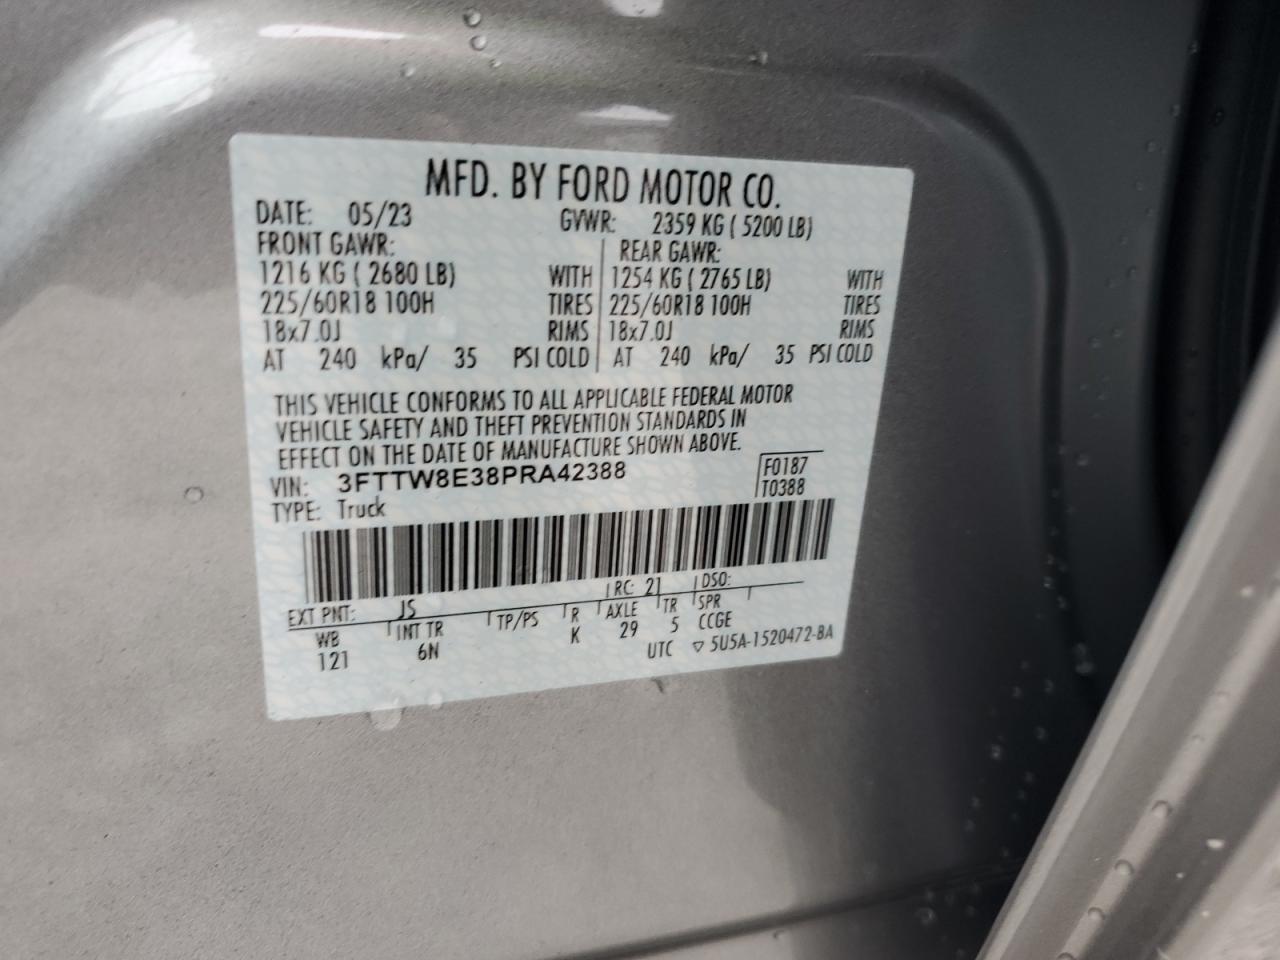 MFD. BY FORD MOTOR CO.
DATE: 05/23 GVWR: 2359 KG ( 5200 LB)
FRONT GAWR: REAR GAWR:
1216 KG ( 2680 LB) WITH 1254 KG ( 2765 LB) WITH
225/60R18 100H TIRES 225/60R18 100H TIRES
18x7.0J RIMS 18x7.0J RIMS
AT 240 kPa/ 35 PSI COLD AT 240 kPa/ 35 PSI COLD
THIS VEHICLE CONFORMS TO ALL APPLICABLE FEDERAL MOTOR
VEHICLE SAFETY AND THEFT PREVENTION STANDARDS IN
EFFECT ON THE DATE OF MANUFACTURE SHOWN ABOVE.
VIN: 3FTTW8E38PRA42388 F0187
TYPE: Truck T0388
EXT PNT: JS RC: 21 DSO:
WB INT TR TP/PS R AXLE TR SPR
121 6N K 29 5 CCGE
UTC ▽ 5U5A-1520472-BA